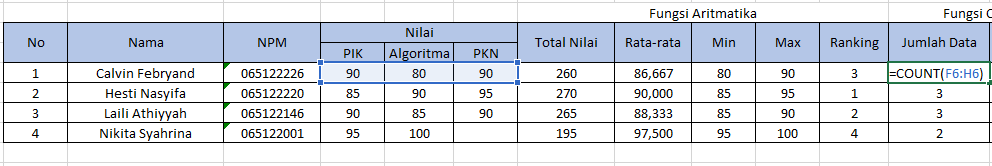 Fungsi Aritmatika Fungsi
No Nama NPM Nilai Total Nilai Rata-rata Min Max Ranking Jumlah Data
PIK Algoritma PKN
1 Calvin Febryand 065122226 90 80 90 260 86,667 80 90 3 =COUNT(F6:H6)
2 Hesti Nasyifa 065122220 85 90 95 270 90,000 85 95 1 3
3 Laili Athiyyah 065122146 90 85 90 265 88,333 85 90 2 3
4 Nikita Syahrina 065122001 95 100 195 97,500 95 100 4 2